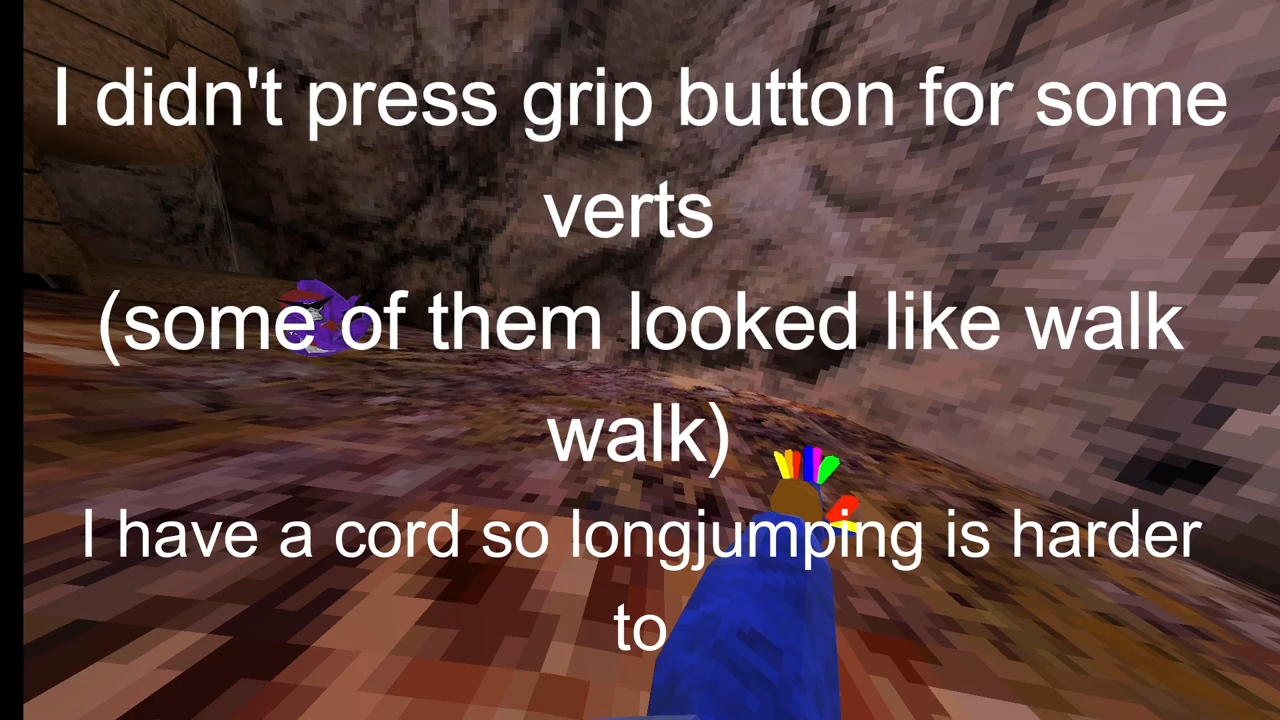 I didn't press grip button for some
verts
(some of them looked like walk
walk)
I have a cord so longjumping is harder
to